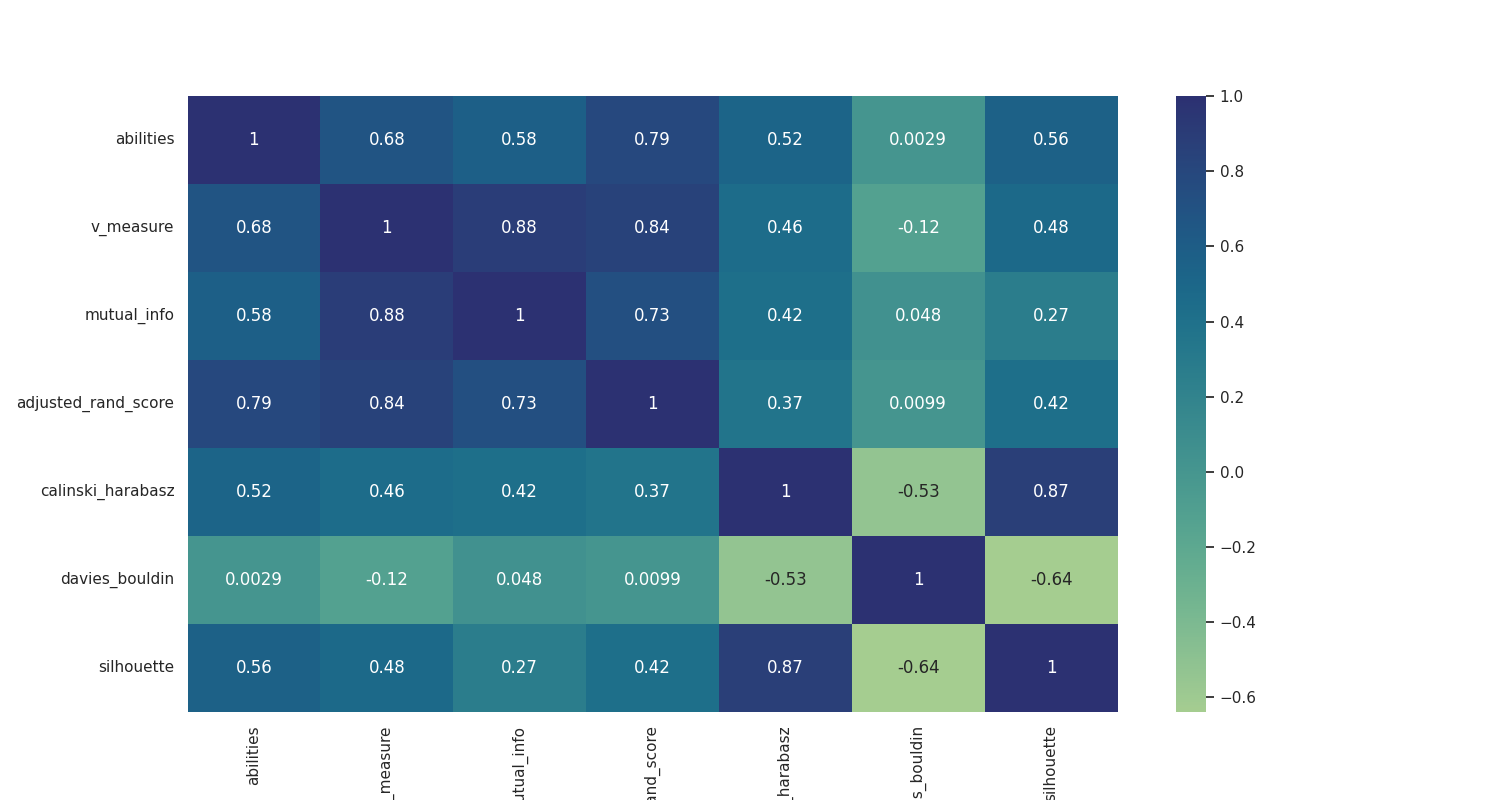 abilities 1 0.68 0.58 0.79 0.52 0.0029 0.56
v_measure 0.68 1 0.88 0.84 0.46 -0.12 0.48
mutual_info 0.58 0.88 1 0.73 0.42 0.048 0.27
adjusted_rand_score 0.79 0.84 0.73 1 0.37 0.0099 0.42
calinski_harabasz 0.52 0.46 0.42 0.37 1 -0.53 0.87
davies_bouldin 0.0029 -0.12 0.048 0.0099 -0.53 1 -0.64
silhouette 0.56 0.48 0.27 0.42 0.87 -0.64 1
abilities
_measure
utual_info
and_score
_harabasz
s_bouldin
silhouette
1.0
0.8
0.6
0.4
0.2
0.0
−0.2
−0.4
−0.6